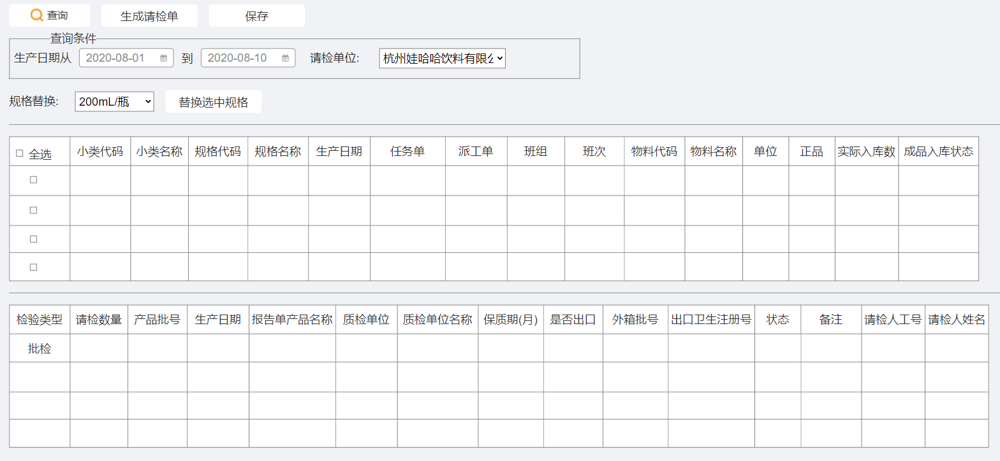 查询 生成请检单 保存
查询条件
生产日期从 2020-08-01 到 2020-08-10 请检单位: 杭州娃哈哈饮料有限公
规格替换: 200mL/瓶 替换选中规格
全选 小类代码 小类名称 规格代码 规格名称 生产日期 任务单 派工单 班组 班次 物料代码 物料名称 单位 正品 实际入库数 成品入库状态
检验类型 请检数量 产品批号 生产日期 报告单产品名称 质检单位 质检单位名称 保质期(月) 是否出口 外箱批号 出口卫生注册号 状态 备注 请检人工号 请检人姓名
批检